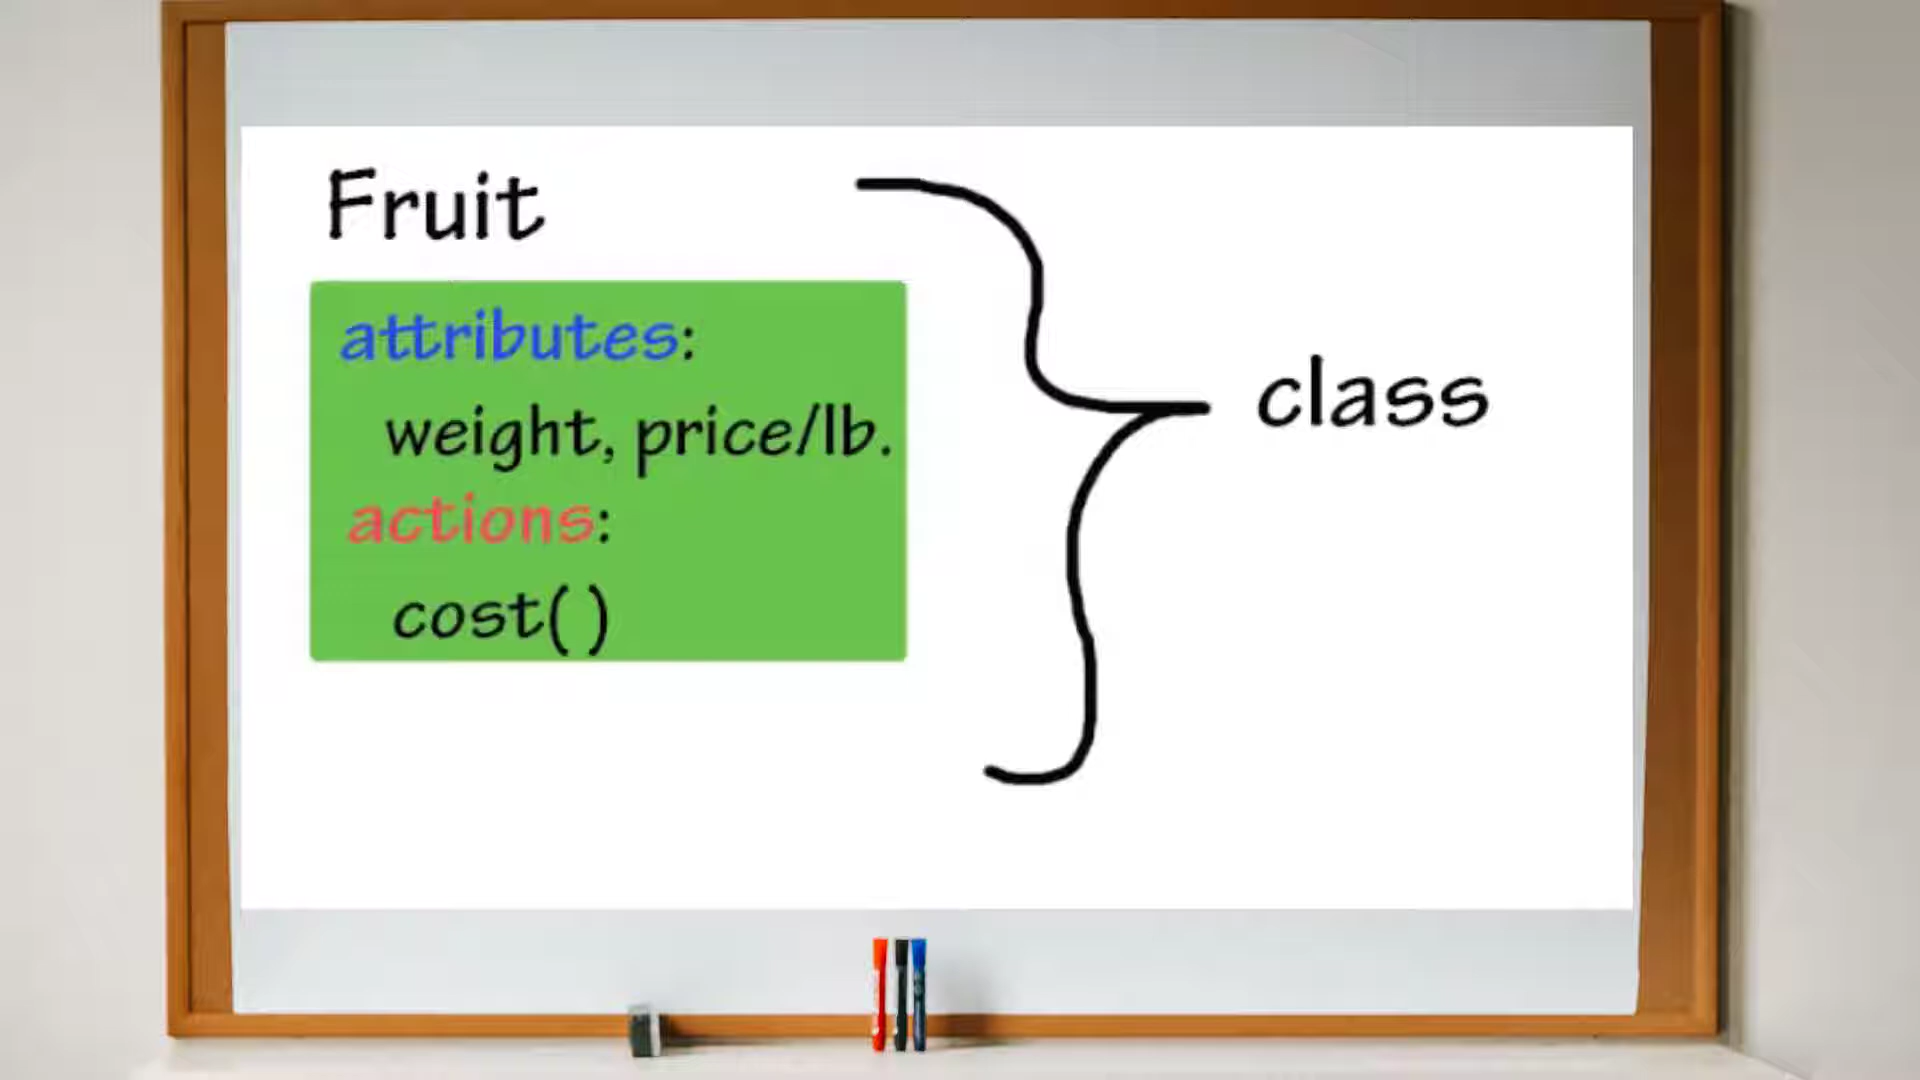 Fruit
attributes:
weight, price/lb.
actions:
cost( )
class